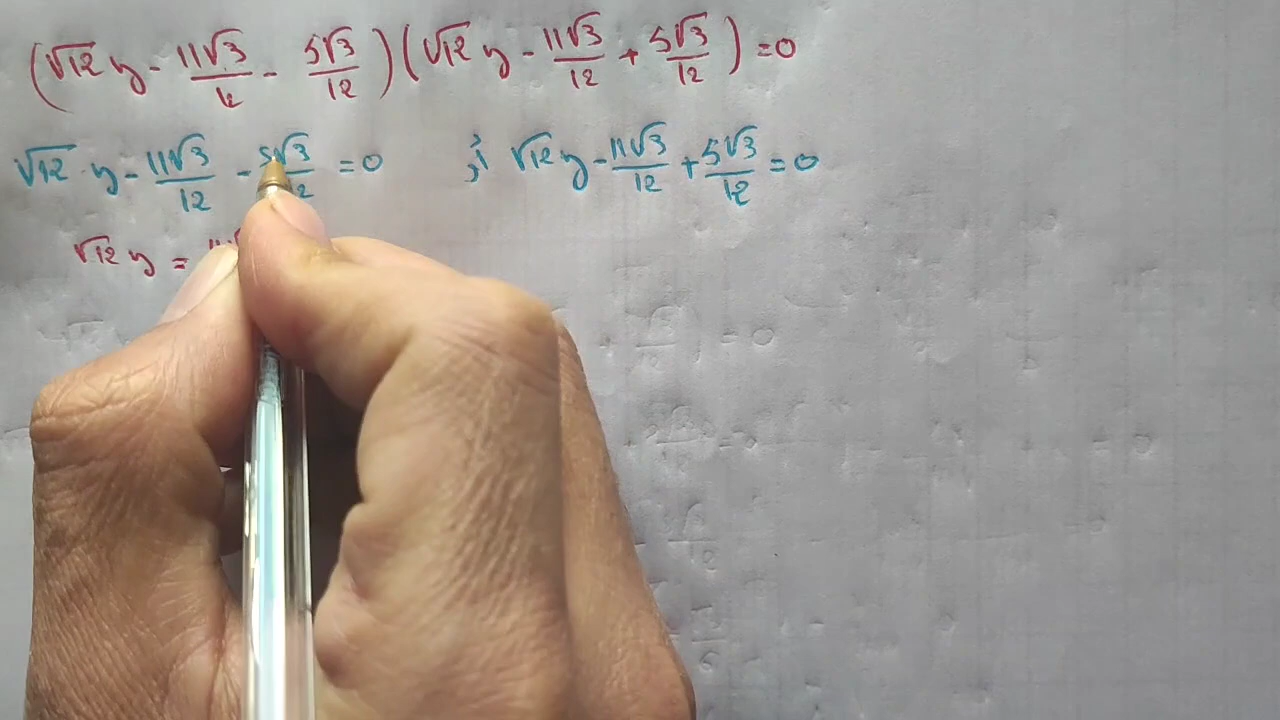 (√12 y - 11√3/12 - 5√3/12)(√12 y - 11√3/12 + 5√3/12) = 0
√12 · y - 11√3/12 - 5√3/12 = 0 ; √12 y - 11√3/12 + 5√3/12 = 0
√12 y =